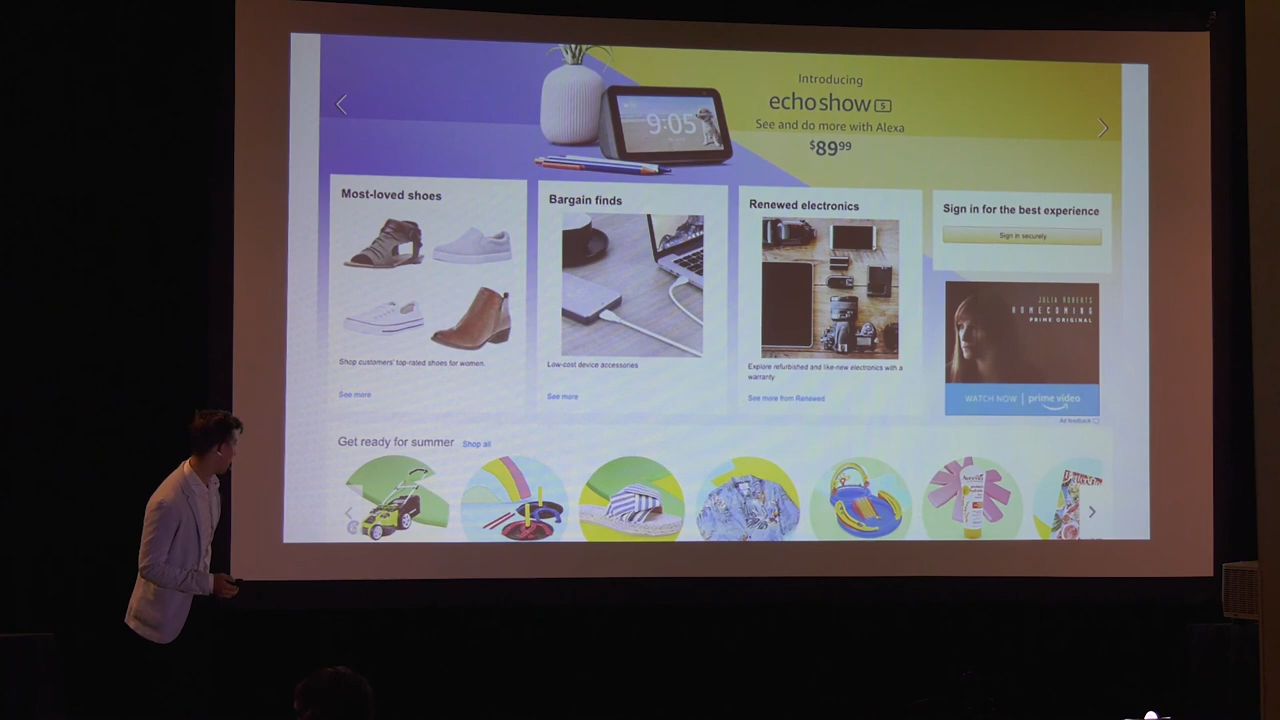 Introducing
echo show 5
See and do more with Alexa
$8999
9:05
Most-loved shoes
Shop customers' top-rated shoes for women.
See more
Bargain finds
Low-cost device accessories
See more
Renewed electronics
Explore refurbished and like-new electronics with a
warranty
See more from Renewed
Sign in for the best experience
Sign in securely
JULIA ROBERTS
HOMECOMING
PRIME ORIGINAL
WATCH NOW | prime video
Ad feedback
Get ready for summer Shop all